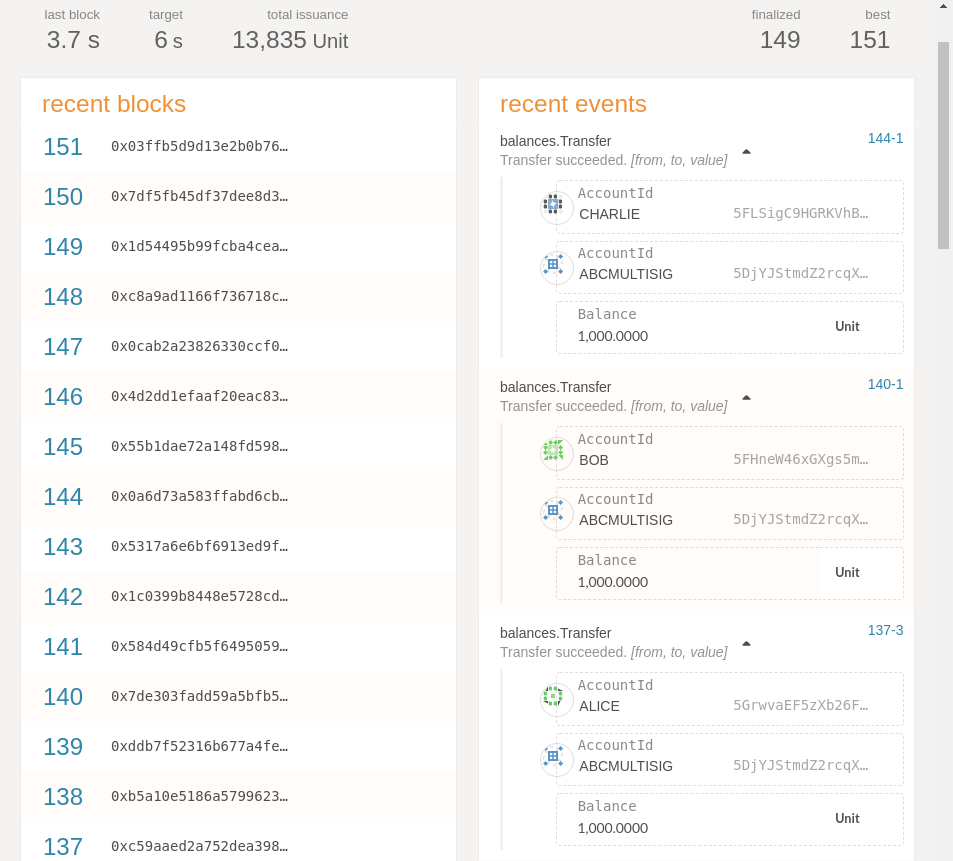 last block
target
total issuance
finalized
best
3.7 s
6 s
13,835 Unit
149
151
recent blocks
151 0x03ffb5d9d13e2b0b76…
150 0x7df5fb45df37dee8d3…
149 0x1d54495b99fcba4cea…
148 0xc8a9ad1166f736718c…
147 0x0cab2a23826330ccf0…
146 0x4d2dd1efaaf20eac83…
145 0x55b1dae72a148fd598…
144 0x0a6d73a583ffabd6cb…
143 0x5317a6e6bf6913ed9f…
142 0x1c0399b8448e5728cd…
141 0x584d49cfb5f6495059…
140 0x7de303fadd59a5bfb5…
139 0xddb7f52316b677a4fe…
138 0xb5a10e5186a5799623…
137 0xc59aaed2a752dea398…
recent events
balances.Transfer 144-1
Transfer succeeded. [from, to, value]
AccountId
CHARLIE 5FLSigC9HGRKVhB…
AccountId
ABCMULTISIG 5DjYJStmdZ2rcqX…
Balance
1,000.0000 Unit
balances.Transfer 140-1
Transfer succeeded. [from, to, value]
AccountId
BOB 5FHneW46xGXgs5m…
AccountId
ABCMULTISIG 5DjYJStmdZ2rcqX…
Balance
1,000.0000 Unit
balances.Transfer 137-3
Transfer succeeded. [from, to, value]
AccountId
ALICE 5GrwvaEF5zXb26F…
AccountId
ABCMULTISIG 5DjYJStmdZ2rcqX…
Balance
1,000.0000 Unit